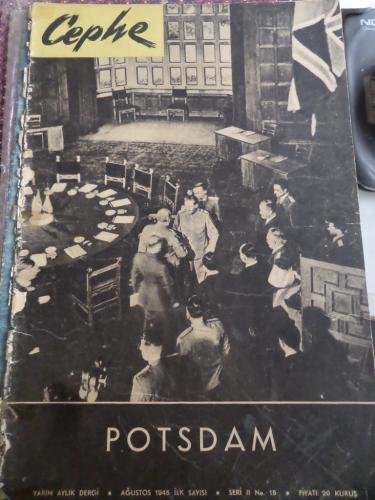 Cephe
POTSDAM
YARIM AYLIK DERGİ • AĞUSTOS 1945 İLK SAYISI • SERİ II No. 15 • FİYATI 20 KURUŞ